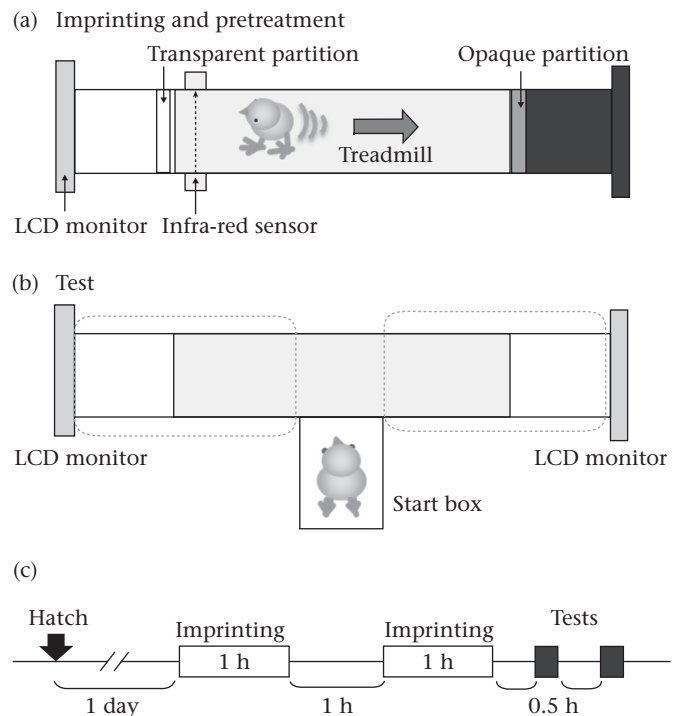 (a) Imprinting and pretreatment
Transparent partition
Opaque partition
Treadmill
LCD monitor
Infra-red sensor
(b) Test
LCD monitor
LCD monitor
Start box
(c)
Hatch
Imprinting
Imprinting
Tests
1 h
1 h
1 day
1 h
0.5 h